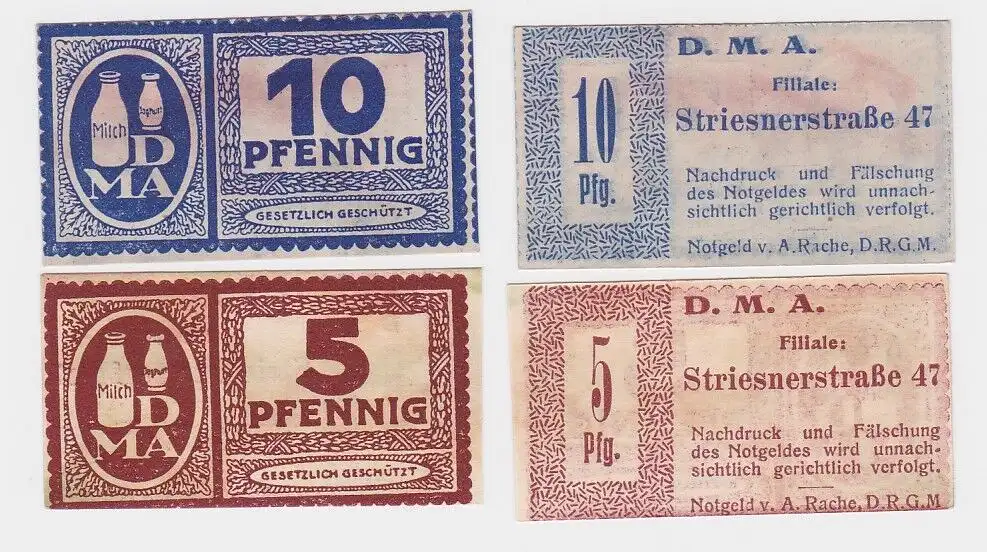 Milch
Joghurt
D
MA
10
PFENNIG
GESETZLICH GESCHÜTZT
D. M. A.
10
Pfg.
Filiale:
Striesnerstraße 47
Nachdruck und Fälschung
des Notgeldes wird unnach-
sichtlich gerichtlich verfolgt.
Notgeld v. A. Rache, D.R.G.M.
Milch
Joghurt
D
MA
5
PFENNIG
GESETZLICH GESCHÜTZT
D. M. A.
5
Pfg.
Filiale:
Striesnerstraße 47
Nachdruck und Fälschung
des Notgeldes wird unnach-
sichtlich gerichtlich verfolgt.
Notgeld v. A. Rache, D.R.G.M